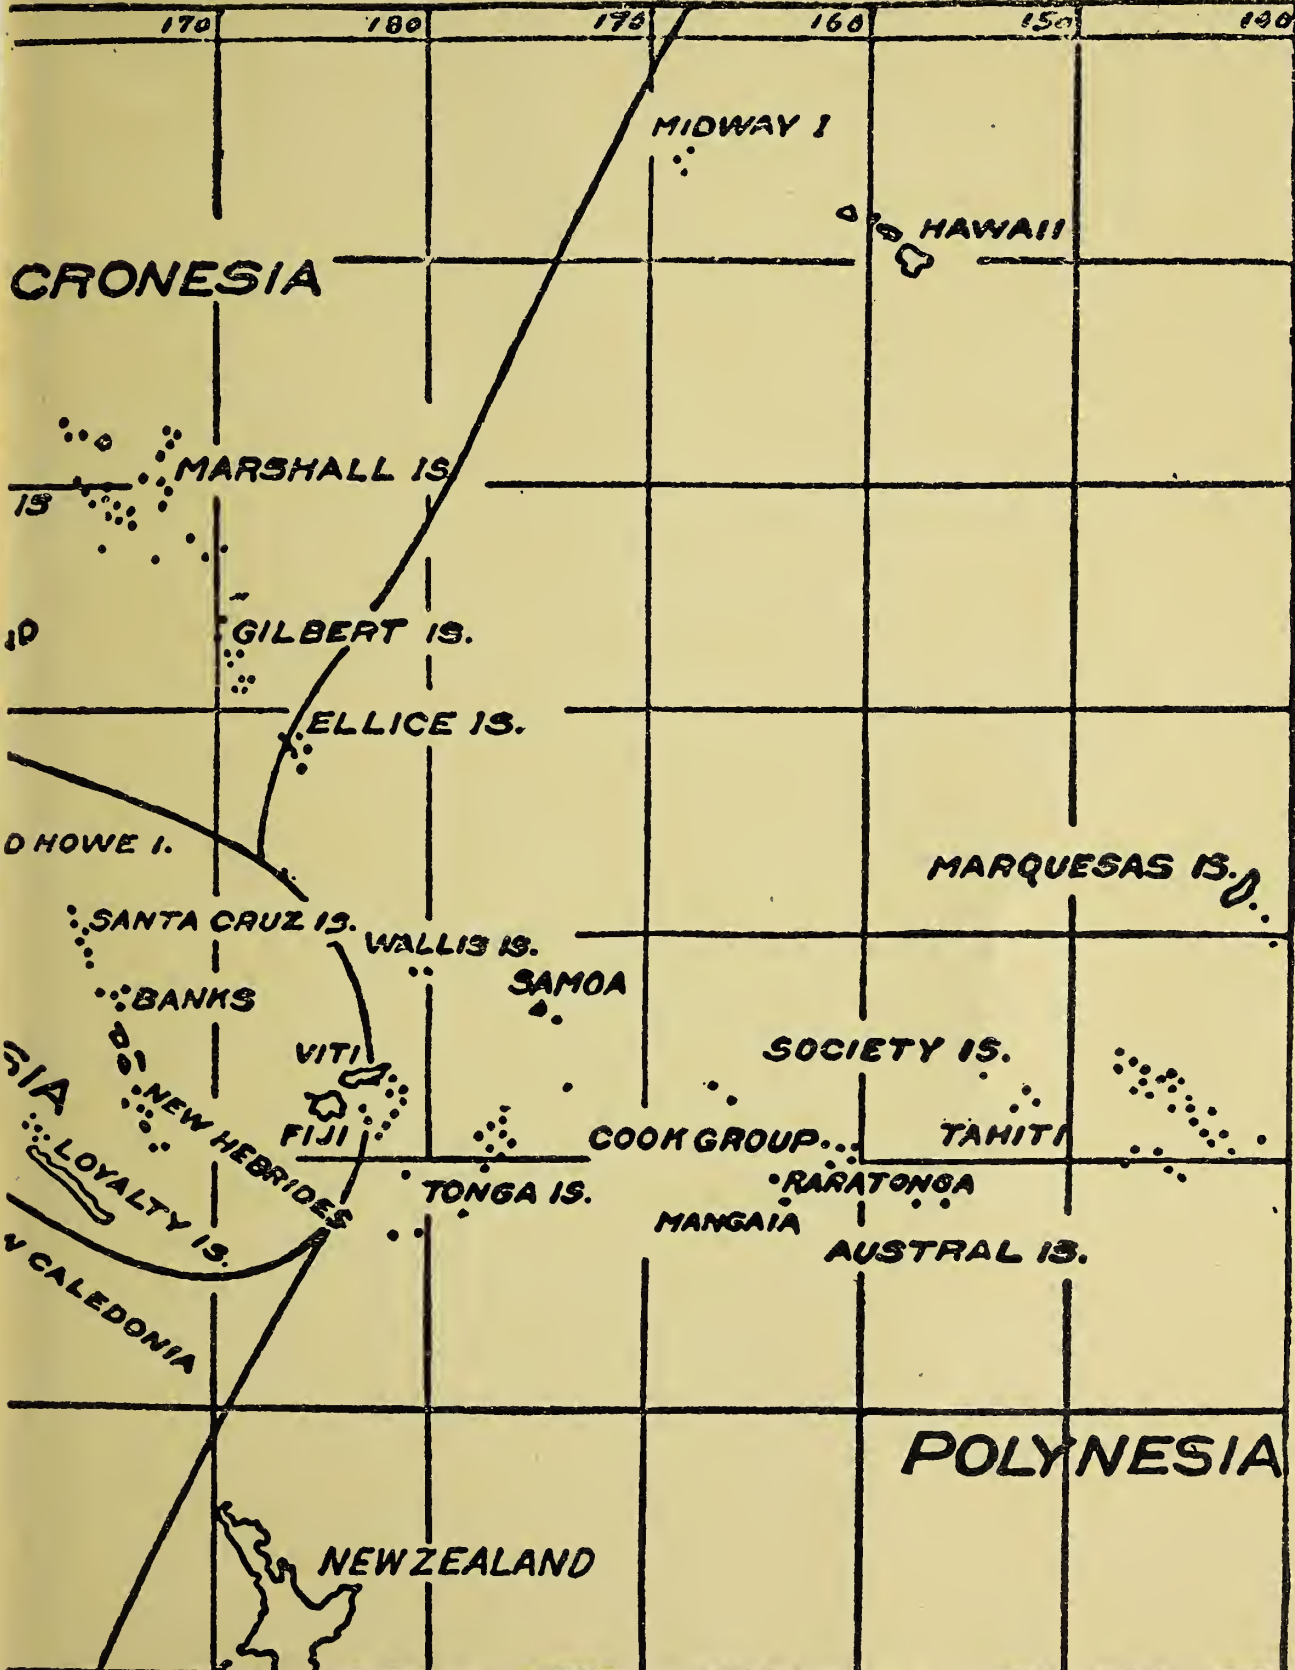 170 180 170 160 150 140
MIDWAY I
HAWAII
CRONESIA
MARSHALL IS
IS
GILBERT IS.
ELLICE IS.
D HOWE I.
MARQUESAS IS.
SANTA CRUZ IS.
WALLIS IS.
SAMOA
BANKS
VITI
SOCIETY IS.
SIA
NEW HEBRIDES
FIJI
COOK GROUP
TAHITI
LOYALTY IS.
TONGA IS.
RARATONGA
MANGAIA
AUSTRAL IS.
CALEDONIA
POLYNESIA
NEW ZEALAND